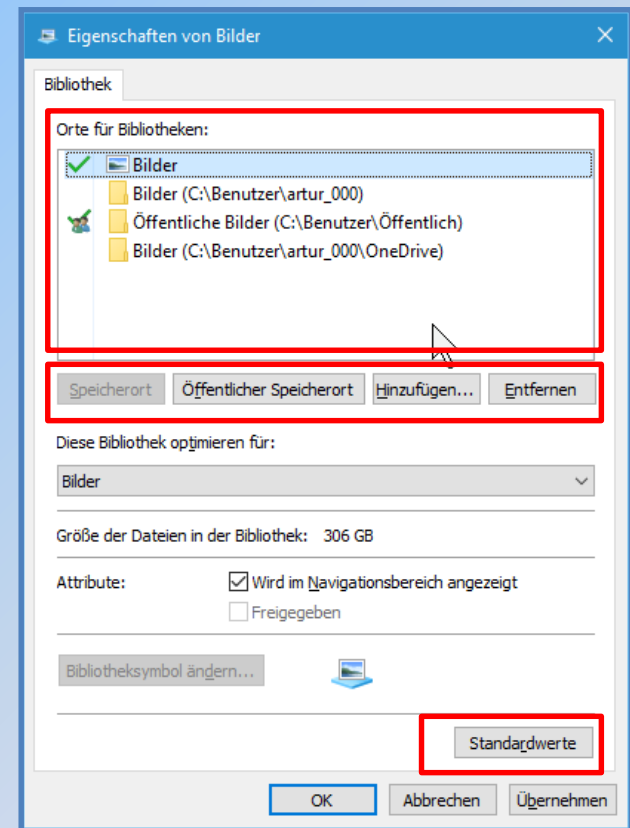 Eigenschaften von Bilder
Bibliothek
Orte für Bibliotheken:
Bilder
Bilder (C:\Benutzer\artur_000)
Öffentliche Bilder (C:\Benutzer\Öffentlich)
Bilder (C:\Benutzer\artur_000\OneDrive)
Speicherort Öffentlicher Speicherort Hinzufügen... Entfernen
Diese Bibliothek optimieren für:
Bilder
Größe der Dateien in der Bibliothek: 306 GB
Attribute: Wird im Navigationsbereich angezeigt
Freigegeben
Bibliotheksymbol ändern...
Standardwerte
OK Abbrechen Übernehmen